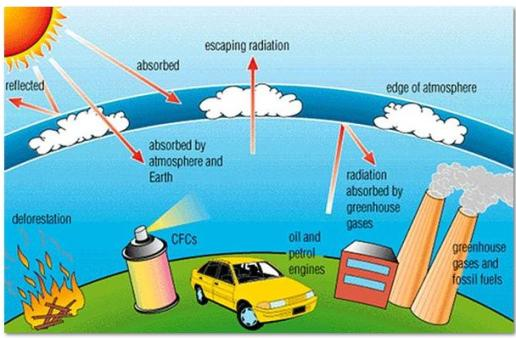 escaping radiation
absorbed
reflected
edge of atmosphere
absorbed by
atmosphere and
Earth
radiation
absorbed by
greenhouse
gases
deforestation
CFCs
oil and
petrol
engines
greenhouse
gases and
fossil fuels